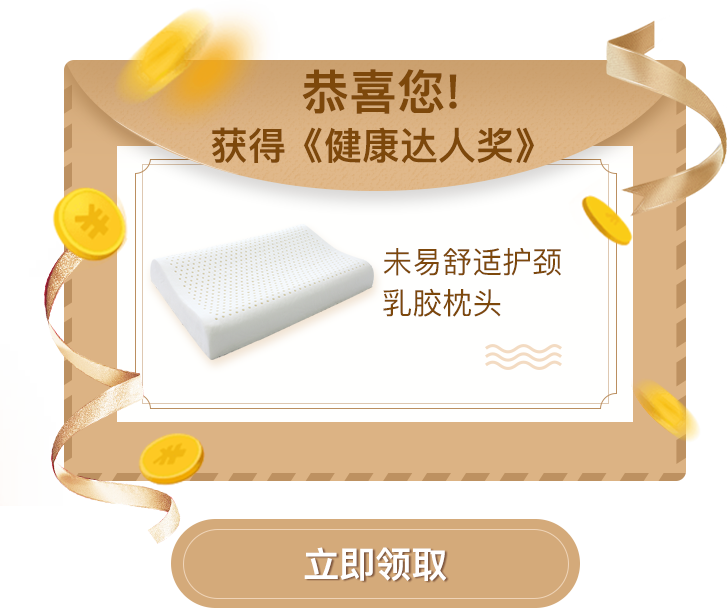 恭喜您!
获得《健康达人奖》
未易舒适护颈
乳胶枕头
立即领取